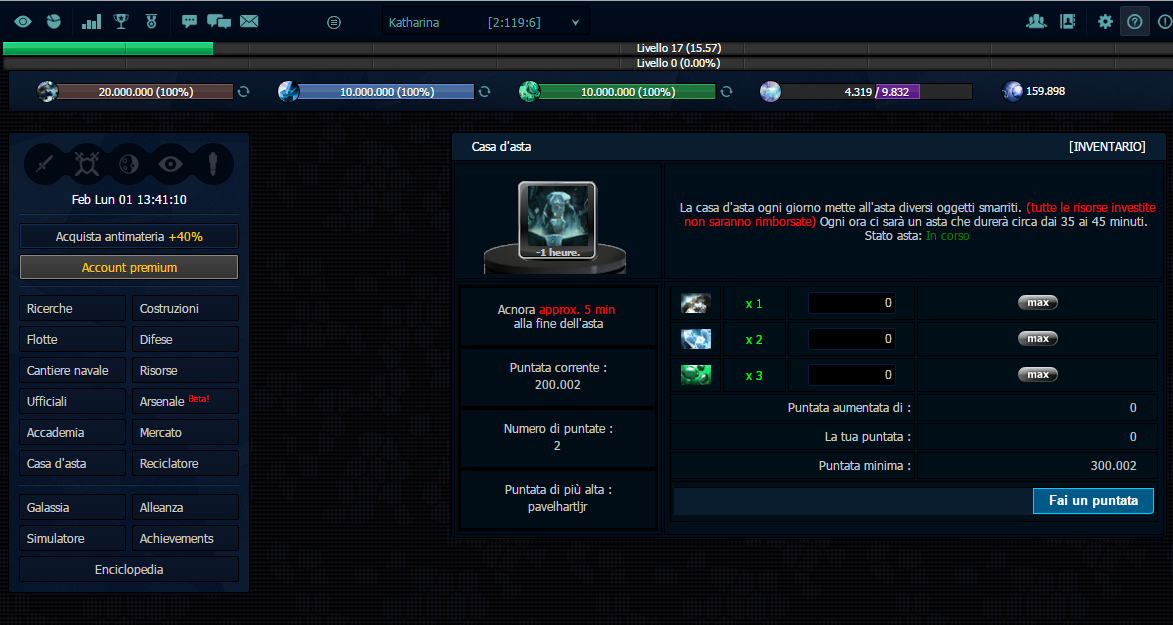 Katharina [2:119:6]
Livello 17 (15.57)
Livello 0 (0.00%)
20.000.000 (100%) 10.000.000 (100%) 10.000.000 (100%) 4.319 / 9.832 159.898
Feb Lun 01 13:41:10
Acquista antimateria +40%
Account premium
Ricerche Costruzioni
Flotte Difese
Cantiere navale Risorse
Ufficiali Arsenale Beta!
Accademia Mercato
Casa d'asta Reciclatore
Galassia Alleanza
Simulatore Achievements
Enciclopedia
Casa d'asta [INVENTARIO]
-1 heure.
La casa d'asta ogni giorno mette all'asta diversi oggetti smarriti. (tutte le risorse investite
non saranno rimborsate) Ogni ora ci sarà un asta che durerà circa dai 35 ai 45 minuti.
Stato asta: In corso
Acnora approx. 5 min
alla fine dell'asta
Puntata corrente :
200.002
Numero di puntate :
2
Puntata di più alta :
pavelhartljr
x 1 0 max
x 2 0 max
x 3 0 max
Puntata aumentata di : 0
La tua puntata : 0
Puntata minima : 300.002
Fai un puntata